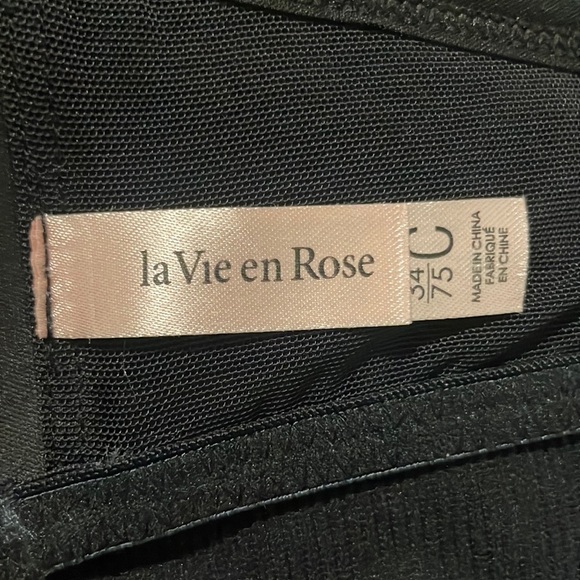 la Vie en Rose
34
75
C
MADE IN CHINA
FABRIQUÉ
EN CHINE